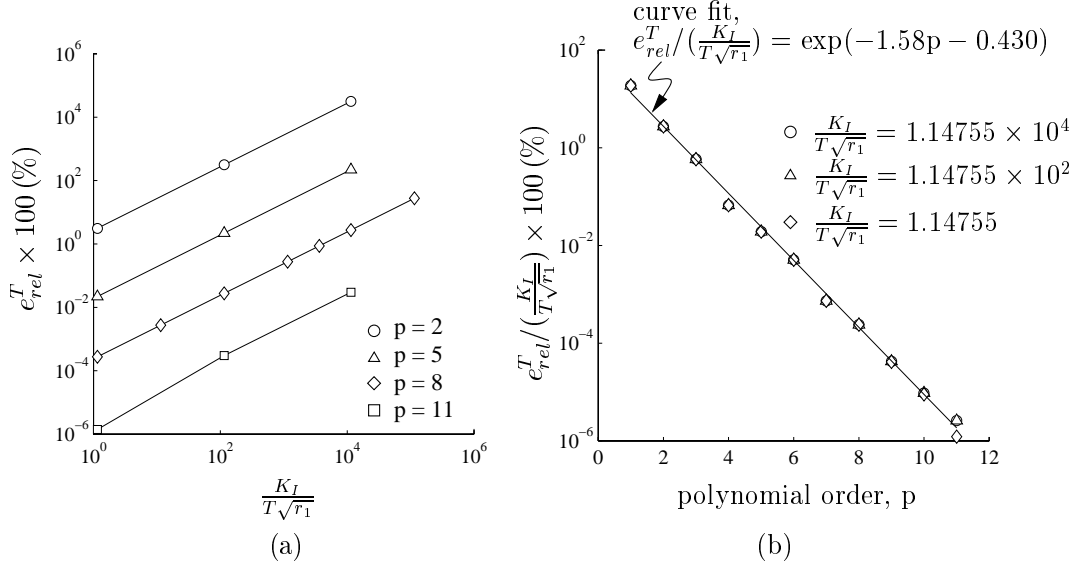 10^6
10^4
10^2
10^0
10^-2
10^-4
10^-6
e_rel^T × 100 (%)
p = 2
p = 5
p = 8
p = 11
10^0
10^2
10^4
10^6
K_I / T√r_1
(a)
curve fit,
e_rel^T/(K_I / T√r_1) = exp(−1.58p − 0.430)
10^2
10^0
10^-2
10^-4
10^-6
e_rel^T/(K_I / T√r_1) × 100 (%)
K_I / T√r_1 = 1.14755 × 10^4
K_I / T√r_1 = 1.14755 × 10^2
K_I / T√r_1 = 1.14755
0
2
4
6
8
10
12
polynomial order, p
(b)